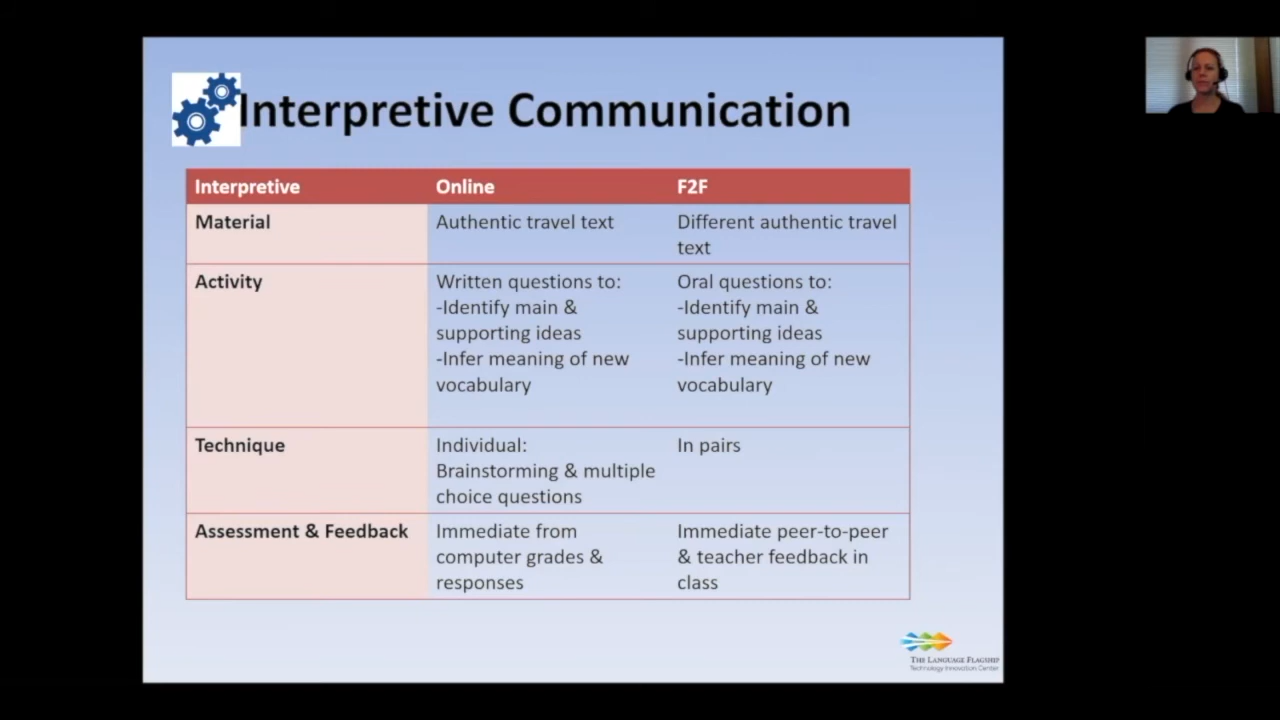 Interpretive Communication
Interpretive Online F2F
Material Authentic travel text Different authentic travel
text
Activity Written questions to: Oral questions to:
-Identify main & -Identify main &
supporting ideas supporting ideas
-Infer meaning of new -Infer meaning of new
vocabulary vocabulary
Technique Individual: In pairs
Brainstorming & multiple
choice questions
Assessment & Feedback Immediate from Immediate peer-to-peer
computer grades & & teacher feedback in
responses class
THE LANGUAGE FLAGSHIP
Technology Innovation Center